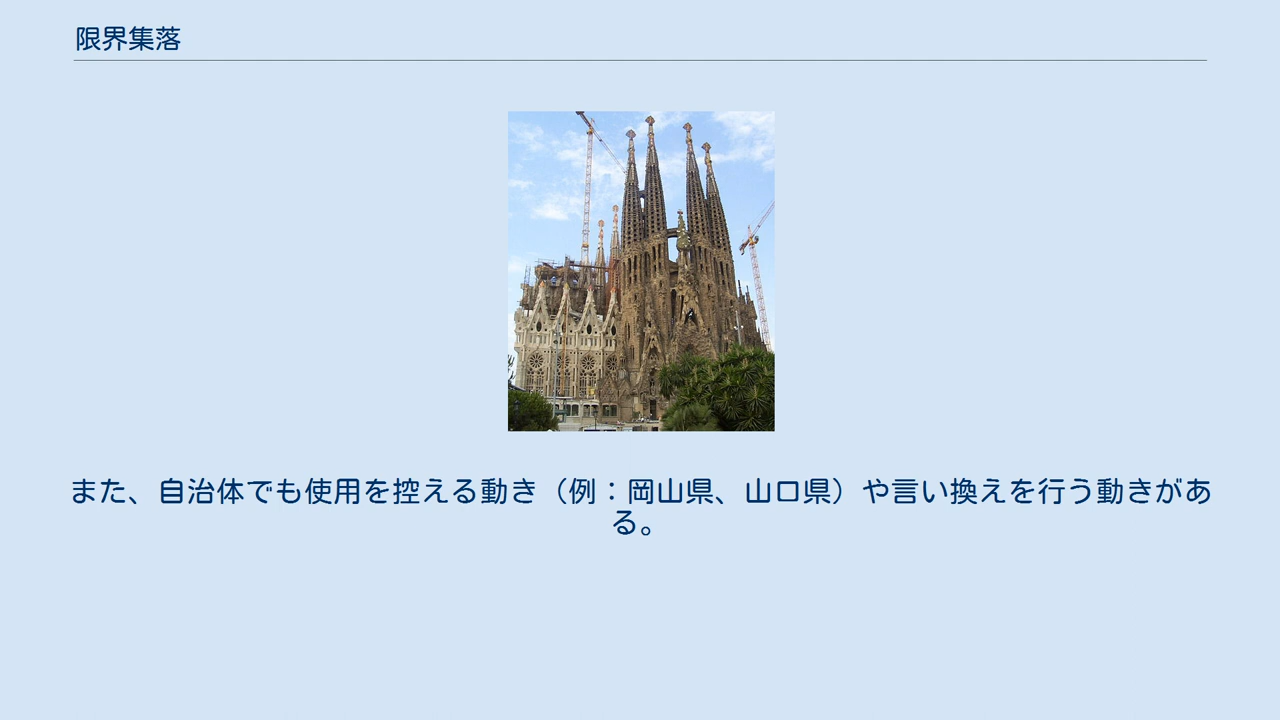 限界集落
また、自治体でも使用を控える動き（例：岡山県、山口県）や言い換えを行う動きがあ
る。